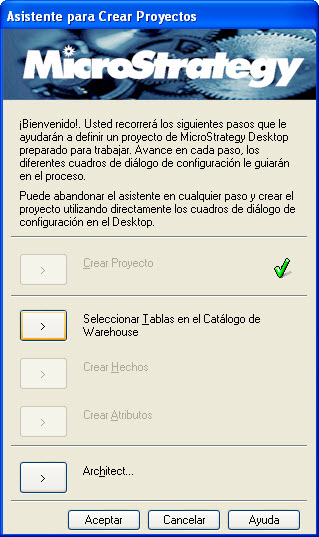 Asistente para Crear Proyectos
MicroStrategy
¡Bienvenido!. Usted recorrerá los siguientes pasos que le
ayudarán a definir un proyecto de MicroStrategy Desktop
preparado para trabajar. Avance en cada paso, los
diferentes cuadros de diálogo de configuración le guiarán
en el proceso.
Puede abandonar el asistente en cualquier paso y crear el
proyecto utilizando directamente los cuadros de diálogo de
configuración en el Desktop.
> Crear Proyecto
> Seleccionar Tablas en el Catálogo de
Warehouse
> Crear Hechos
> Crear Atributos
> Architect...
Aceptar Cancelar Ayuda